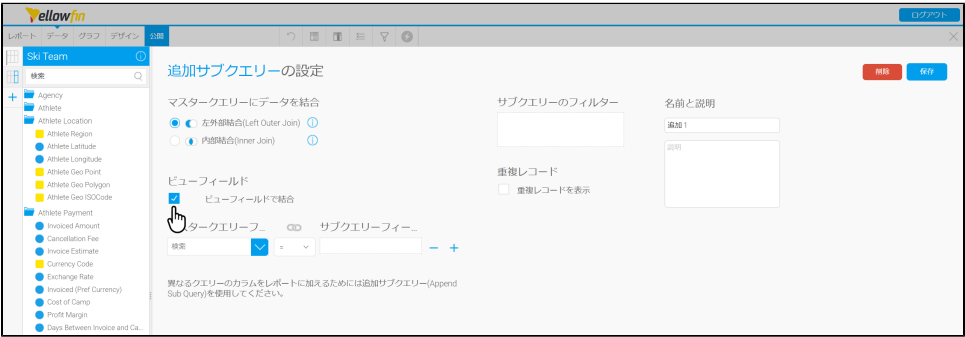 Yellowfin
ログアウト
レポート データ グラフ デザイン 公開
Ski Team
検索
Agency
Athlete
Athlete Location
Athlete Region
Athlete Latitude
Athlete Longitude
Athlete Geo Point
Athlete Geo Polygon
Athlete Geo ISOCode
Athlete Payment
Invoiced Amount
Cancellation Fee
Invoice Estimate
Currency Code
Exchange Rate
Invoiced (Pref Currency)
Cost of Camp
Profit Margin
Days Between Invoice and Ca...
追加サブクエリーの設定
削除 保存
マスタークエリーにデータを結合
左外部結合(Left Outer Join)
内部結合(Inner Join)
ビューフィールド
ビューフィールドで結合
スタークエリーフ... サブクエリーフィー...
検索 =
異なるクエリーのカラムをレポートに加えるためには追加サブクエリー(Append
Sub Query)を使用してください。
サブクエリーのフィルター
重複レコード
重複レコードを表示
名前と説明
追加 1
説明